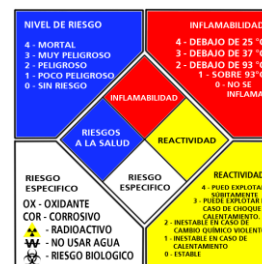 NIVEL DE RIESGO
4 - MORTAL
3 - MUY PELIGROSO
2 - PELIGROSO
1 - POCO PELIGROSO
0 - SIN RIESGO
INFLAMABILIDAD
4 - DEBAJO DE 25 °
3 - DEBAJO DE 37 °
2 - DEBAJO DE 93 °
1 - SOBRE 93°
0 - NO SE
INFLAMA
INFLAMABILIDAD
RIESGOS
A LA SALUD
REACTIVIDAD
RIESGO
ESPECIFICO
RIESGO
ESPECIFICO
OX - OXIDANTE
COR - CORROSIVO
- RADIOACTIVO
W - NO USAR AGUA
- RIESGO BIOLOGICO
REACTIVIDAD
4 - PUED EXPLOTA
SÚBITAMENTE
3 - PUEDE EXPLOTAR
CASO DE CHOQUE
CALENTAMIENTO.
2 - INESTABLE EN CASO DE
CAMBIO QUÍMICO VIOLENT
1 - INESTABLE EN CASO DE
CALENTAMIENTO
0 - ESTABLE